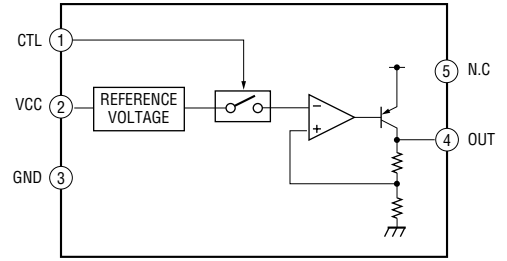 CTL 1
VCC 2
REFERENCE
VOLTAGE
GND 3
−
+
5 N.C
4 OUT